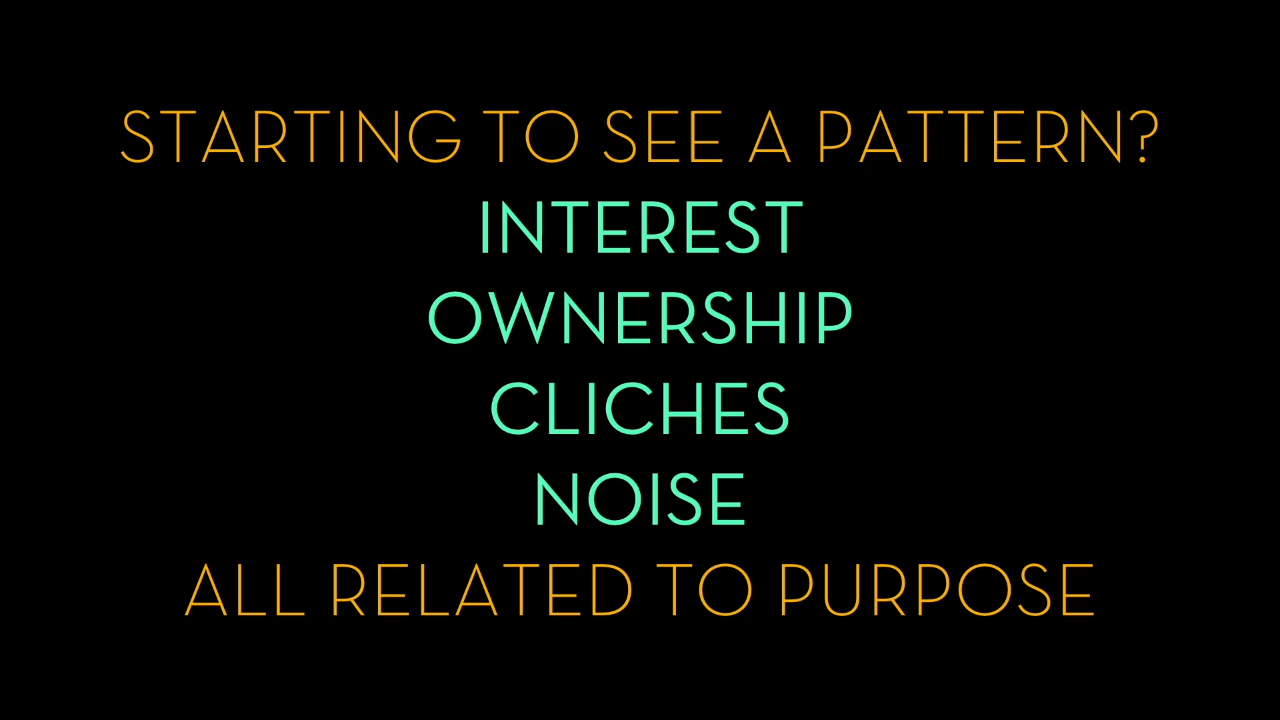 STARTING TO SEE A PATTERN?
INTEREST
OWNERSHIP
CLICHES
NOISE
ALL RELATED TO PURPOSE